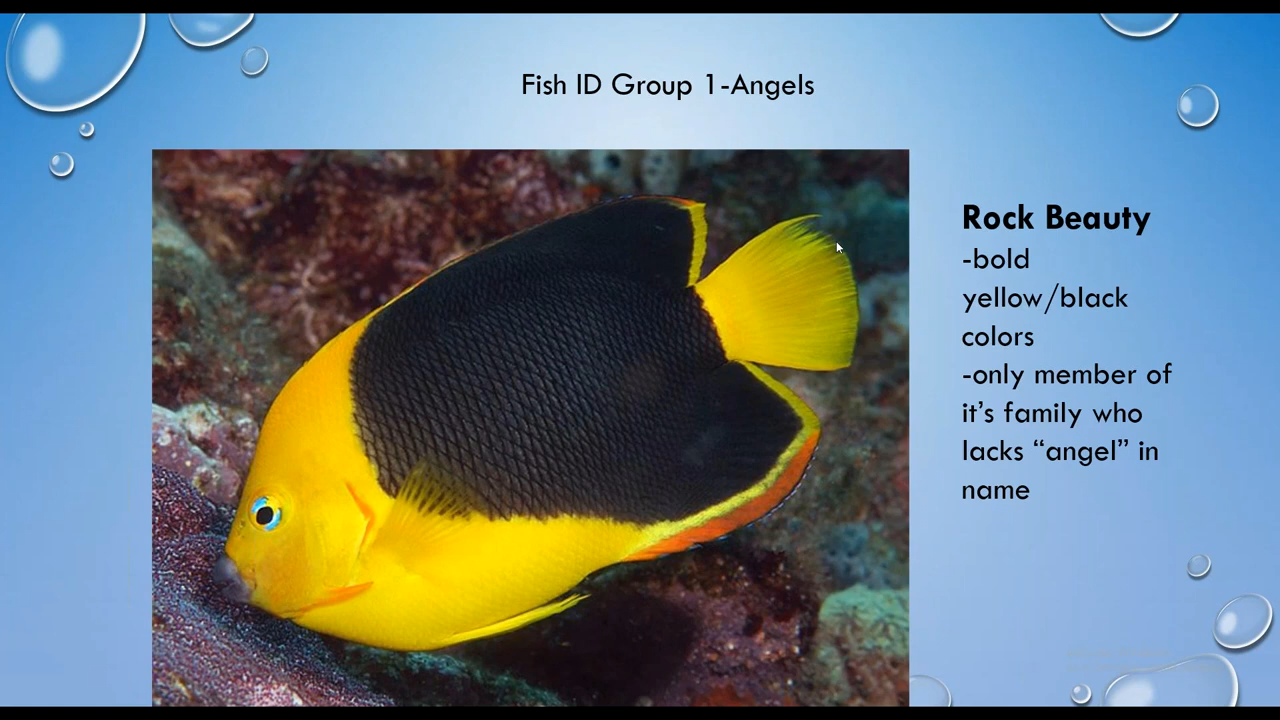 Fish ID Group 1-Angels
Rock Beauty
-bold
yellow/black
colors
-only member of
it's family who
lacks “angel” in
name